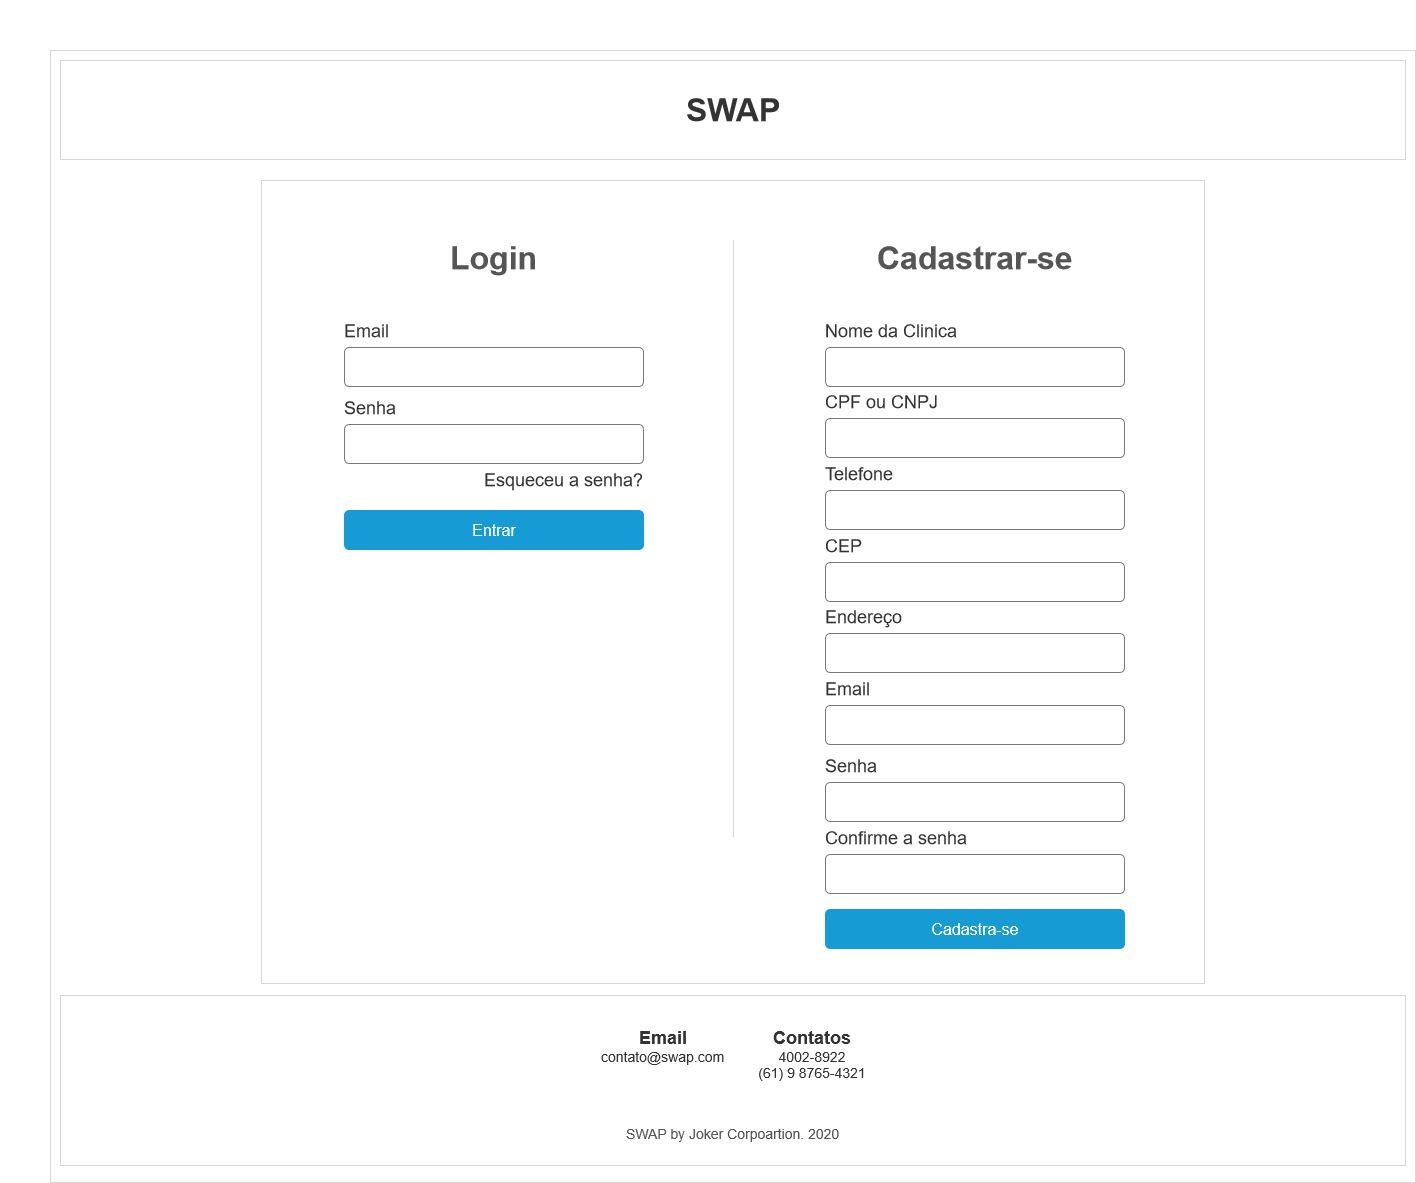 SWAP
Login
Email
Senha
Esqueceu a senha?
Entrar
Cadastrar-se
Nome da Clinica
CPF ou CNPJ
Telefone
CEP
Endereço
Email
Senha
Confirme a senha
Cadastra-se
Email
contato@swap.com
Contatos
4002-8922
(61) 9 8765-4321
SWAP by Joker Corpoartion. 2020